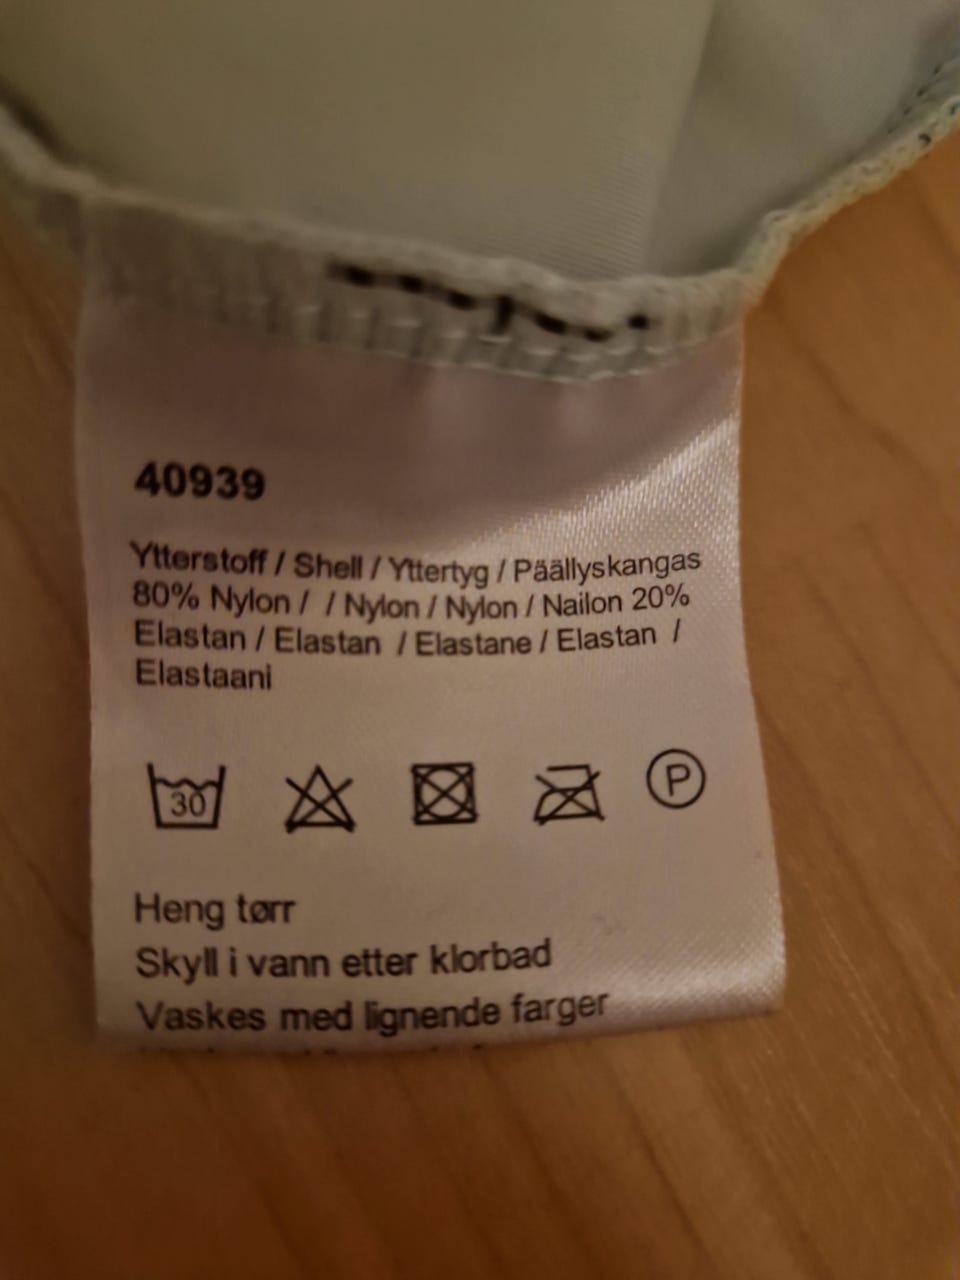 40939
Ytterstoff / Shell / Yttertyg / Päällyskangas
80% Nylon / / Nylon / Nylon / Nailon 20%
Elastan / Elastan / Elastane / Elastan /
Elastaani
30 P
Heng tørr
Skyll i vann etter klorbad
Vaskes med lignende farger